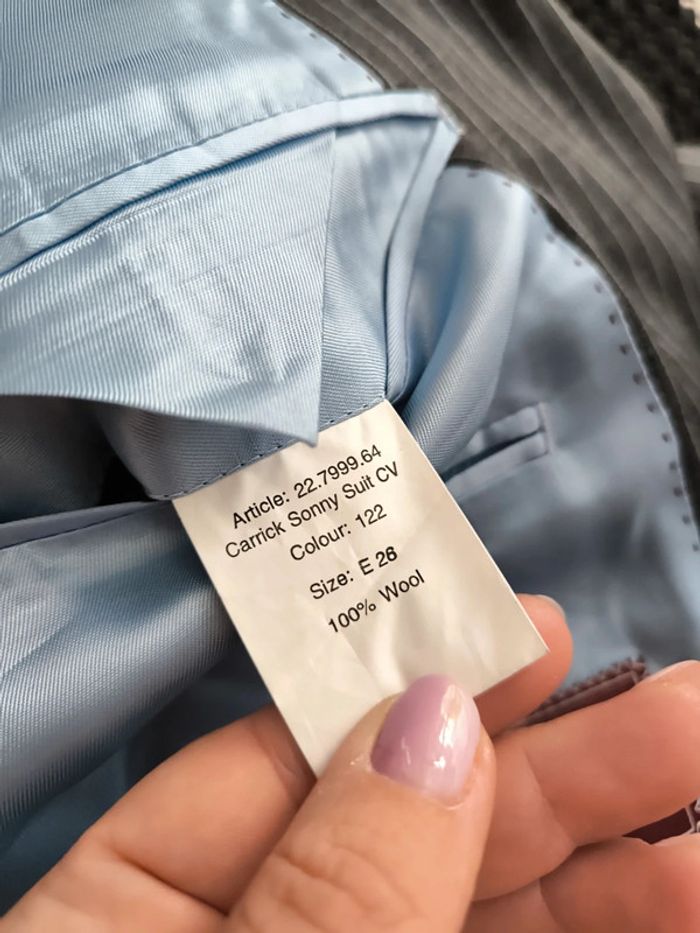 Article: 22.7999.64
Carrick Sonny Suit CV
Colour: 122
Size: E 26
100% Wool